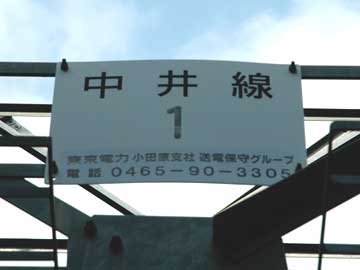 中井線
1
東京電力 小田原支社 送電保守グループ
電話 0465-90-3305